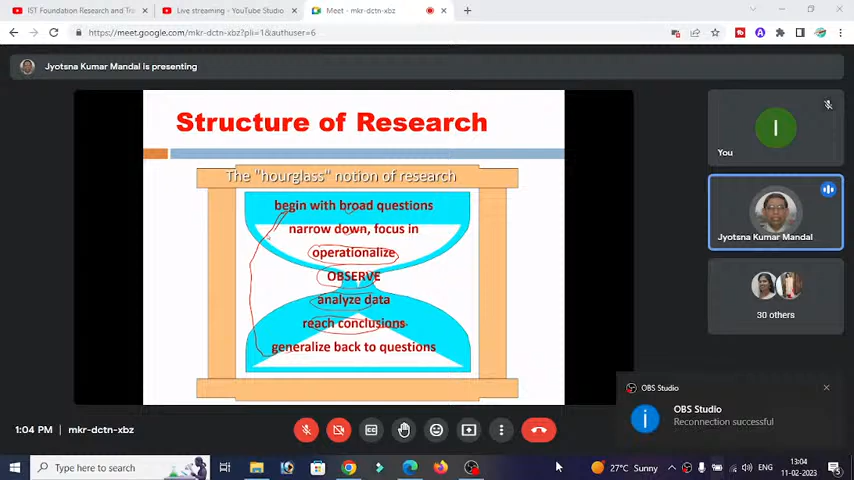 IST Foundation Research and Tra
Live streaming - YouTube Studio
Meet - mkr-dctn-xbz
https://meet.google.com/mkr-dctn-xbz?pli=1&authuser=6
Jyotsna Kumar Mandal is presenting
Structure of Research
The "hourglass" notion of research
begin with broad questions
narrow down, focus in
operationalize
OBSERVE
analyze data
reach conclusions
generalize back to questions
I
You
Jyotsna Kumar Mandal
30 others
OBS Studio
OBS Studio
Reconnection successful
1:04 PM
mkr-dctn-xbz
Type here to search
27°C Sunny
ENG
13:04
11-02-2023